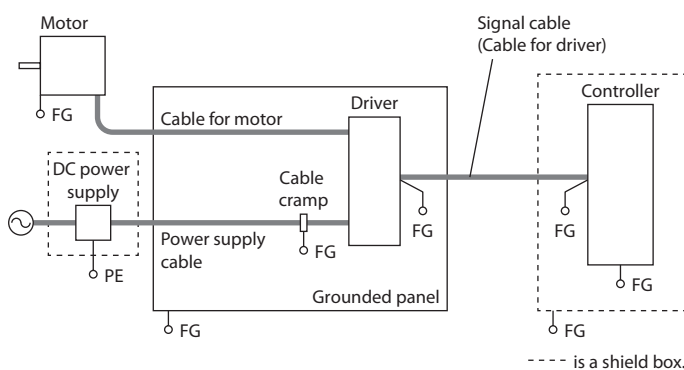 Motor
FG
Signal cable
(Cable for driver)
Controller
Driver
Cable for motor
DC power
supply
Cable
cramp
FG
FG
FG
Power supply
cable
PE
FG
Grounded panel
FG
FG
is a shield box.